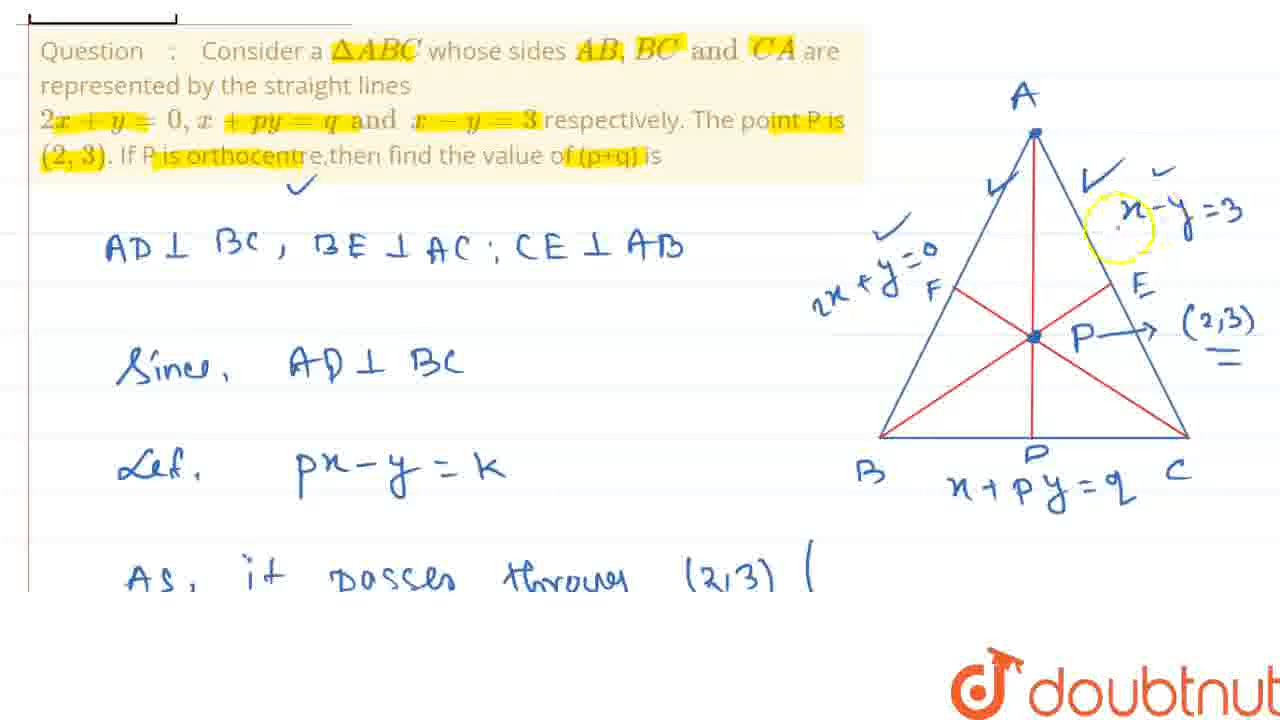 Question : Consider a ΔABC whose sides AB, BC and CA are
represented by the straight lines
2x + y = 0, x + py = q and x − y = 3 respectively. The point P is
(2, 3). If P is orthocentre,then find the value of (p+q) is
AD ⊥ BC, BE ⊥ AC ; CE ⊥ AB
Since, AD ⊥ BC
Let. px − y = k
As, it passes through (2,3) (
A
x − y = 3
2x + y = 0
F
E
P → (2,3)
B
D
C
x + py = q
doubtnut